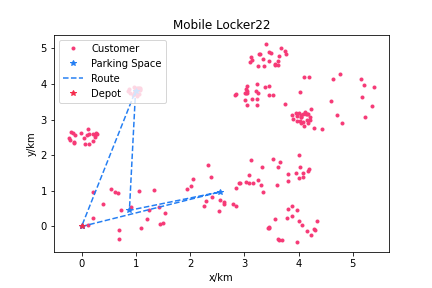 Mobile Locker22
Customer
Parking Space
Route
Depot
y/km
5
4
3
2
1
0
0 1 2 3 4 5
x/km